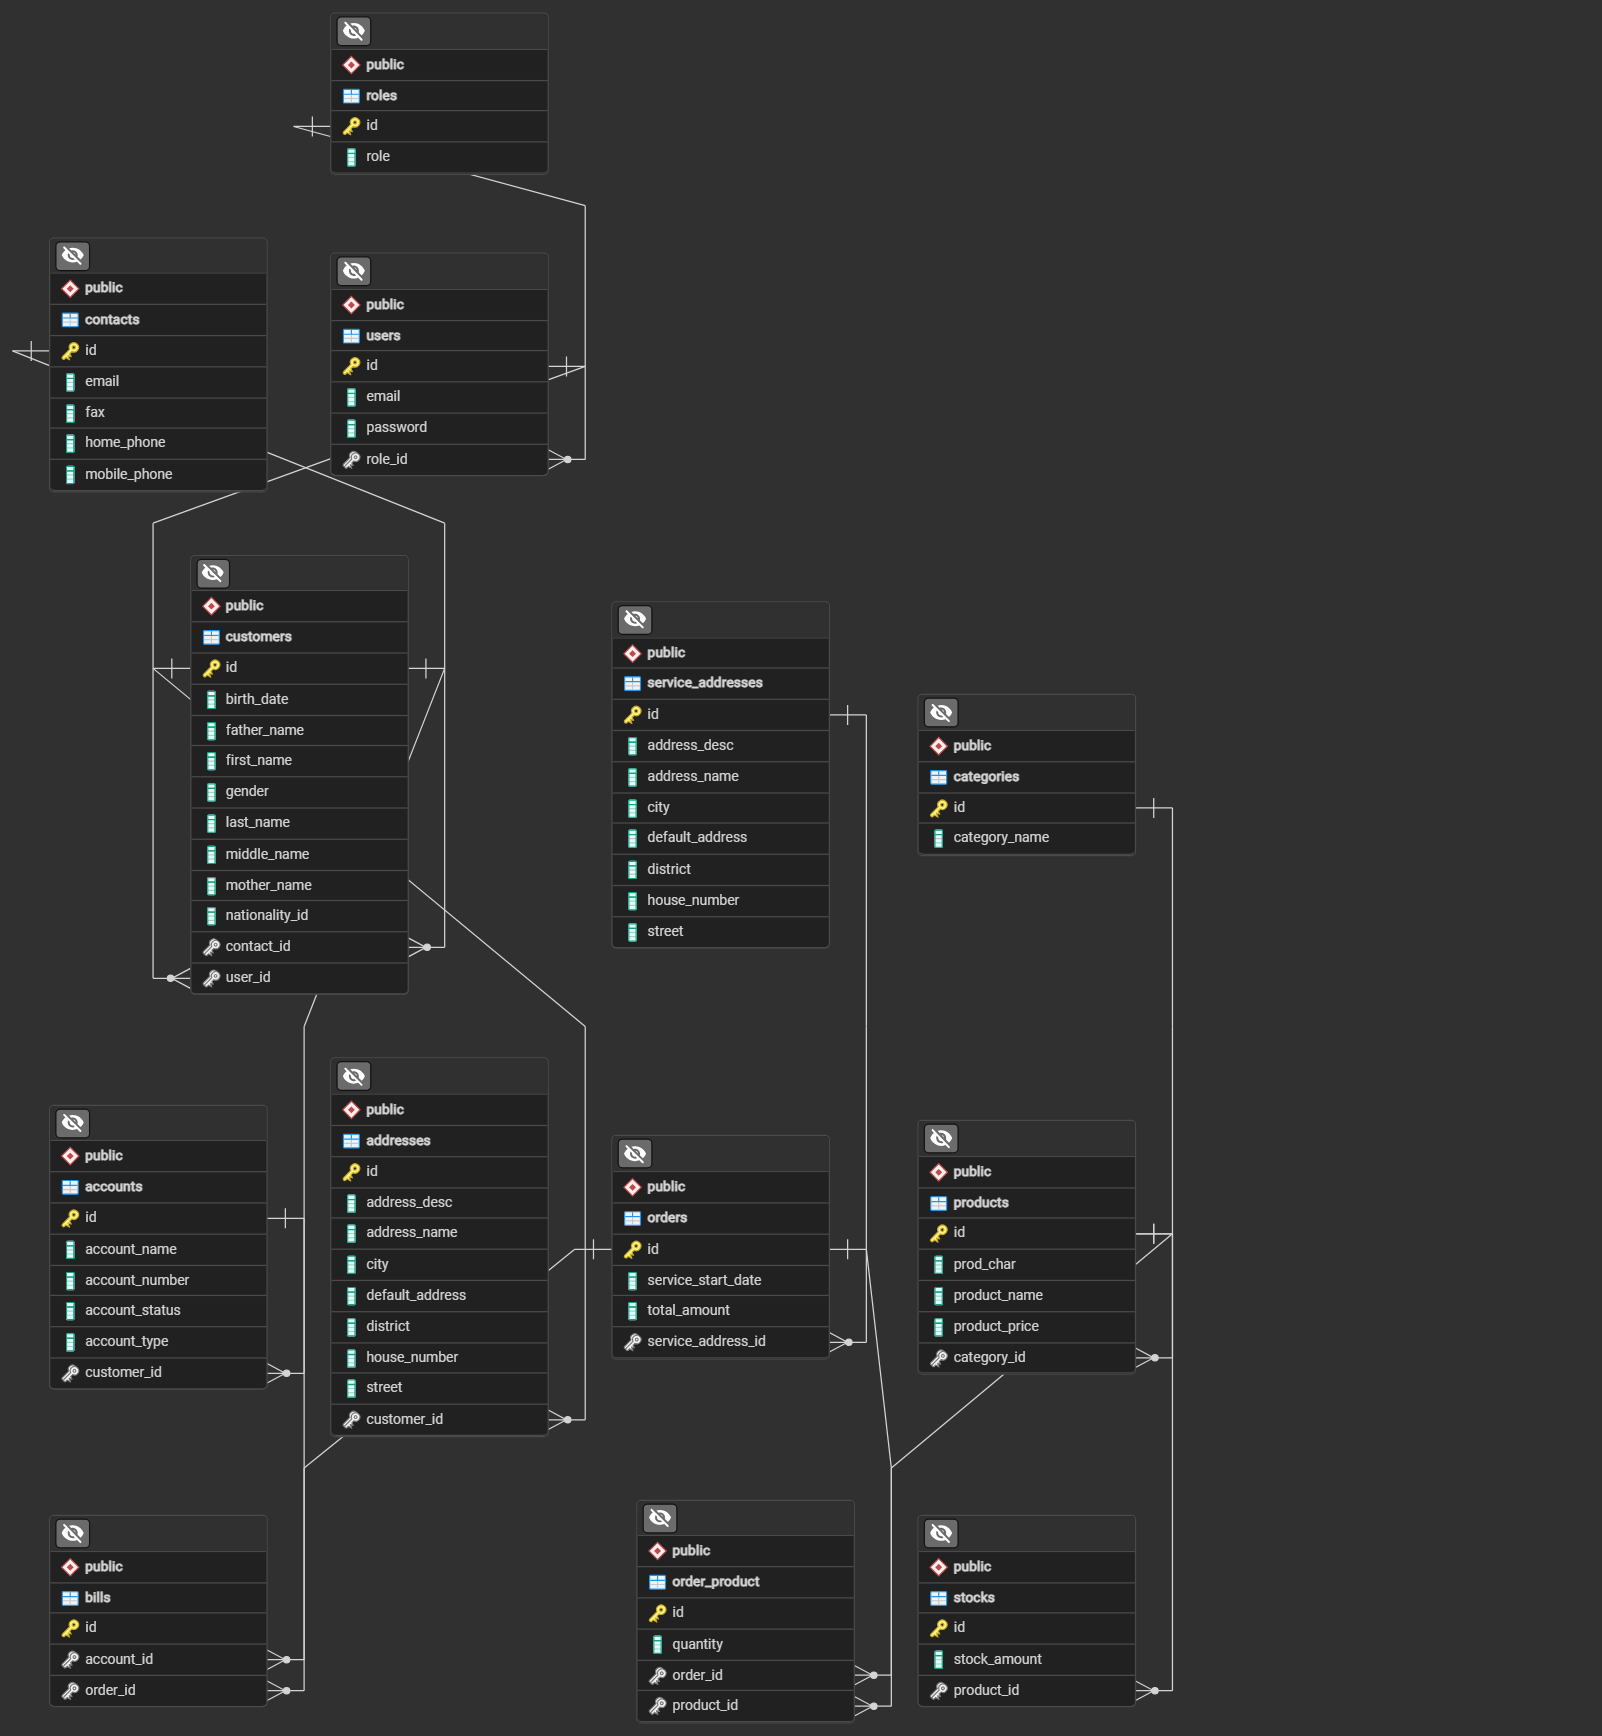 public
roles
id
role
public
contacts
id
email
fax
home_phone
mobile_phone
public
users
id
email
password
role_id
public
customers
id
birth_date
father_name
first_name
gender
last_name
middle_name
mother_name
nationality_id
contact_id
user_id
public
service_addresses
id
address_desc
address_name
city
default_address
district
house_number
street
public
categories
id
category_name
public
accounts
id
account_name
account_number
account_status
account_type
customer_id
public
addresses
id
address_desc
address_name
city
default_address
district
house_number
street
customer_id
public
orders
id
service_start_date
total_amount
service_address_id
public
products
id
prod_char
product_name
product_price
category_id
public
bills
id
account_id
order_id
public
order_product
id
quantity
order_id
product_id
public
stocks
id
stock_amount
product_id